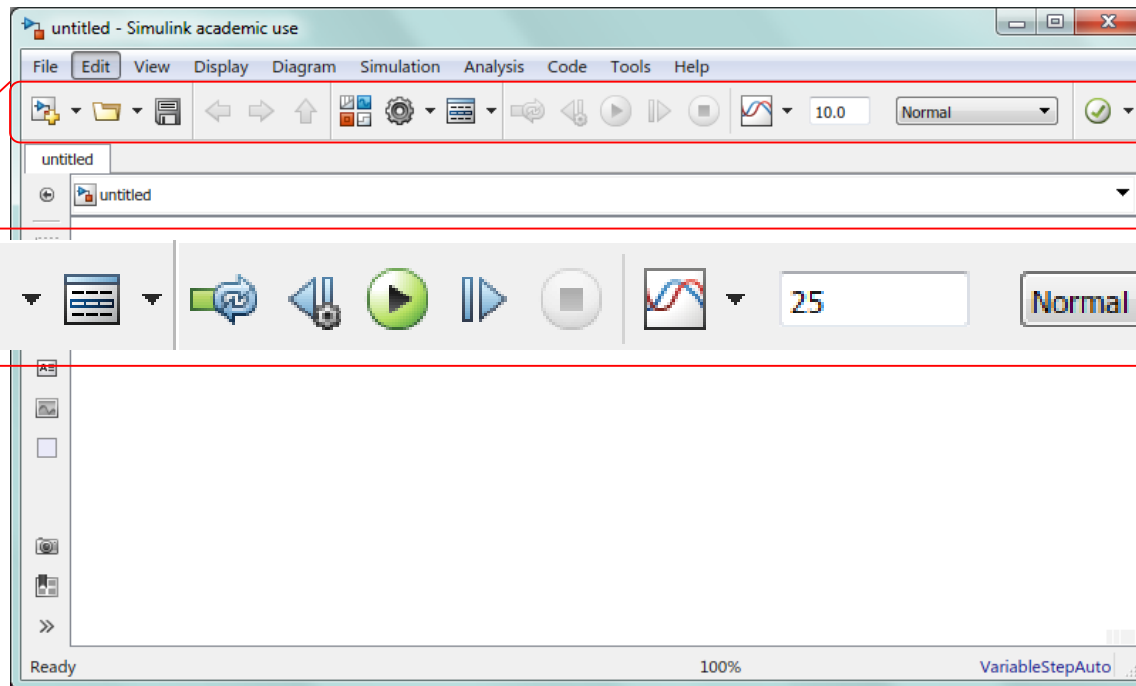 untitled - Simulink academic use
File Edit View Display Diagram Simulation Analysis Code Tools Help
10.0 Normal
untitled
untitled
25 Normal
A
Ready 100% VariableStepAuto